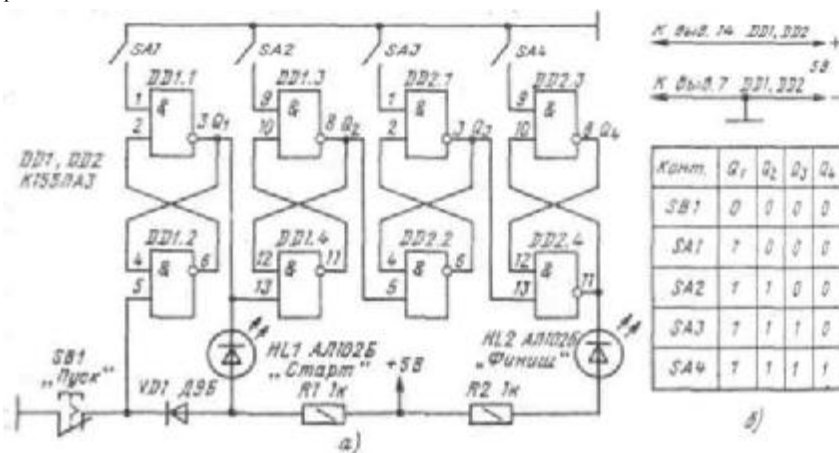 SA1 SA2 SA3 SA4
К выв. 14 DD1, DD2 +
5В
К выв. 7 DD1, DD2 -
DD1.1 DD1.3 DD2.1 DD2.3
1 & 9 & 1 & 9 &
2 3 Q1 10 8 Q2 2 3 Q3 10 8 Q4
DD1, DD2
К155ЛА3
DD1.2 DD1.4 DD2.2 DD2.4
4 & 6 12 & 11 4 & 6 12 &
5 13 5 13 11
SB1
„Пуск"
VD1 Д9Б
HL1 АЛ102Б
„Старт"
R1 1к
+5В
HL2 АЛ102Б
„Финиш"
R2 1к
а)
Конт. Q1 Q2 Q3 Q4
SB1 0 0 0 0
SA1 1 0 0 0
SA2 1 1 0 0
SA3 1 1 1 0
SA4 1 1 1 1
б)